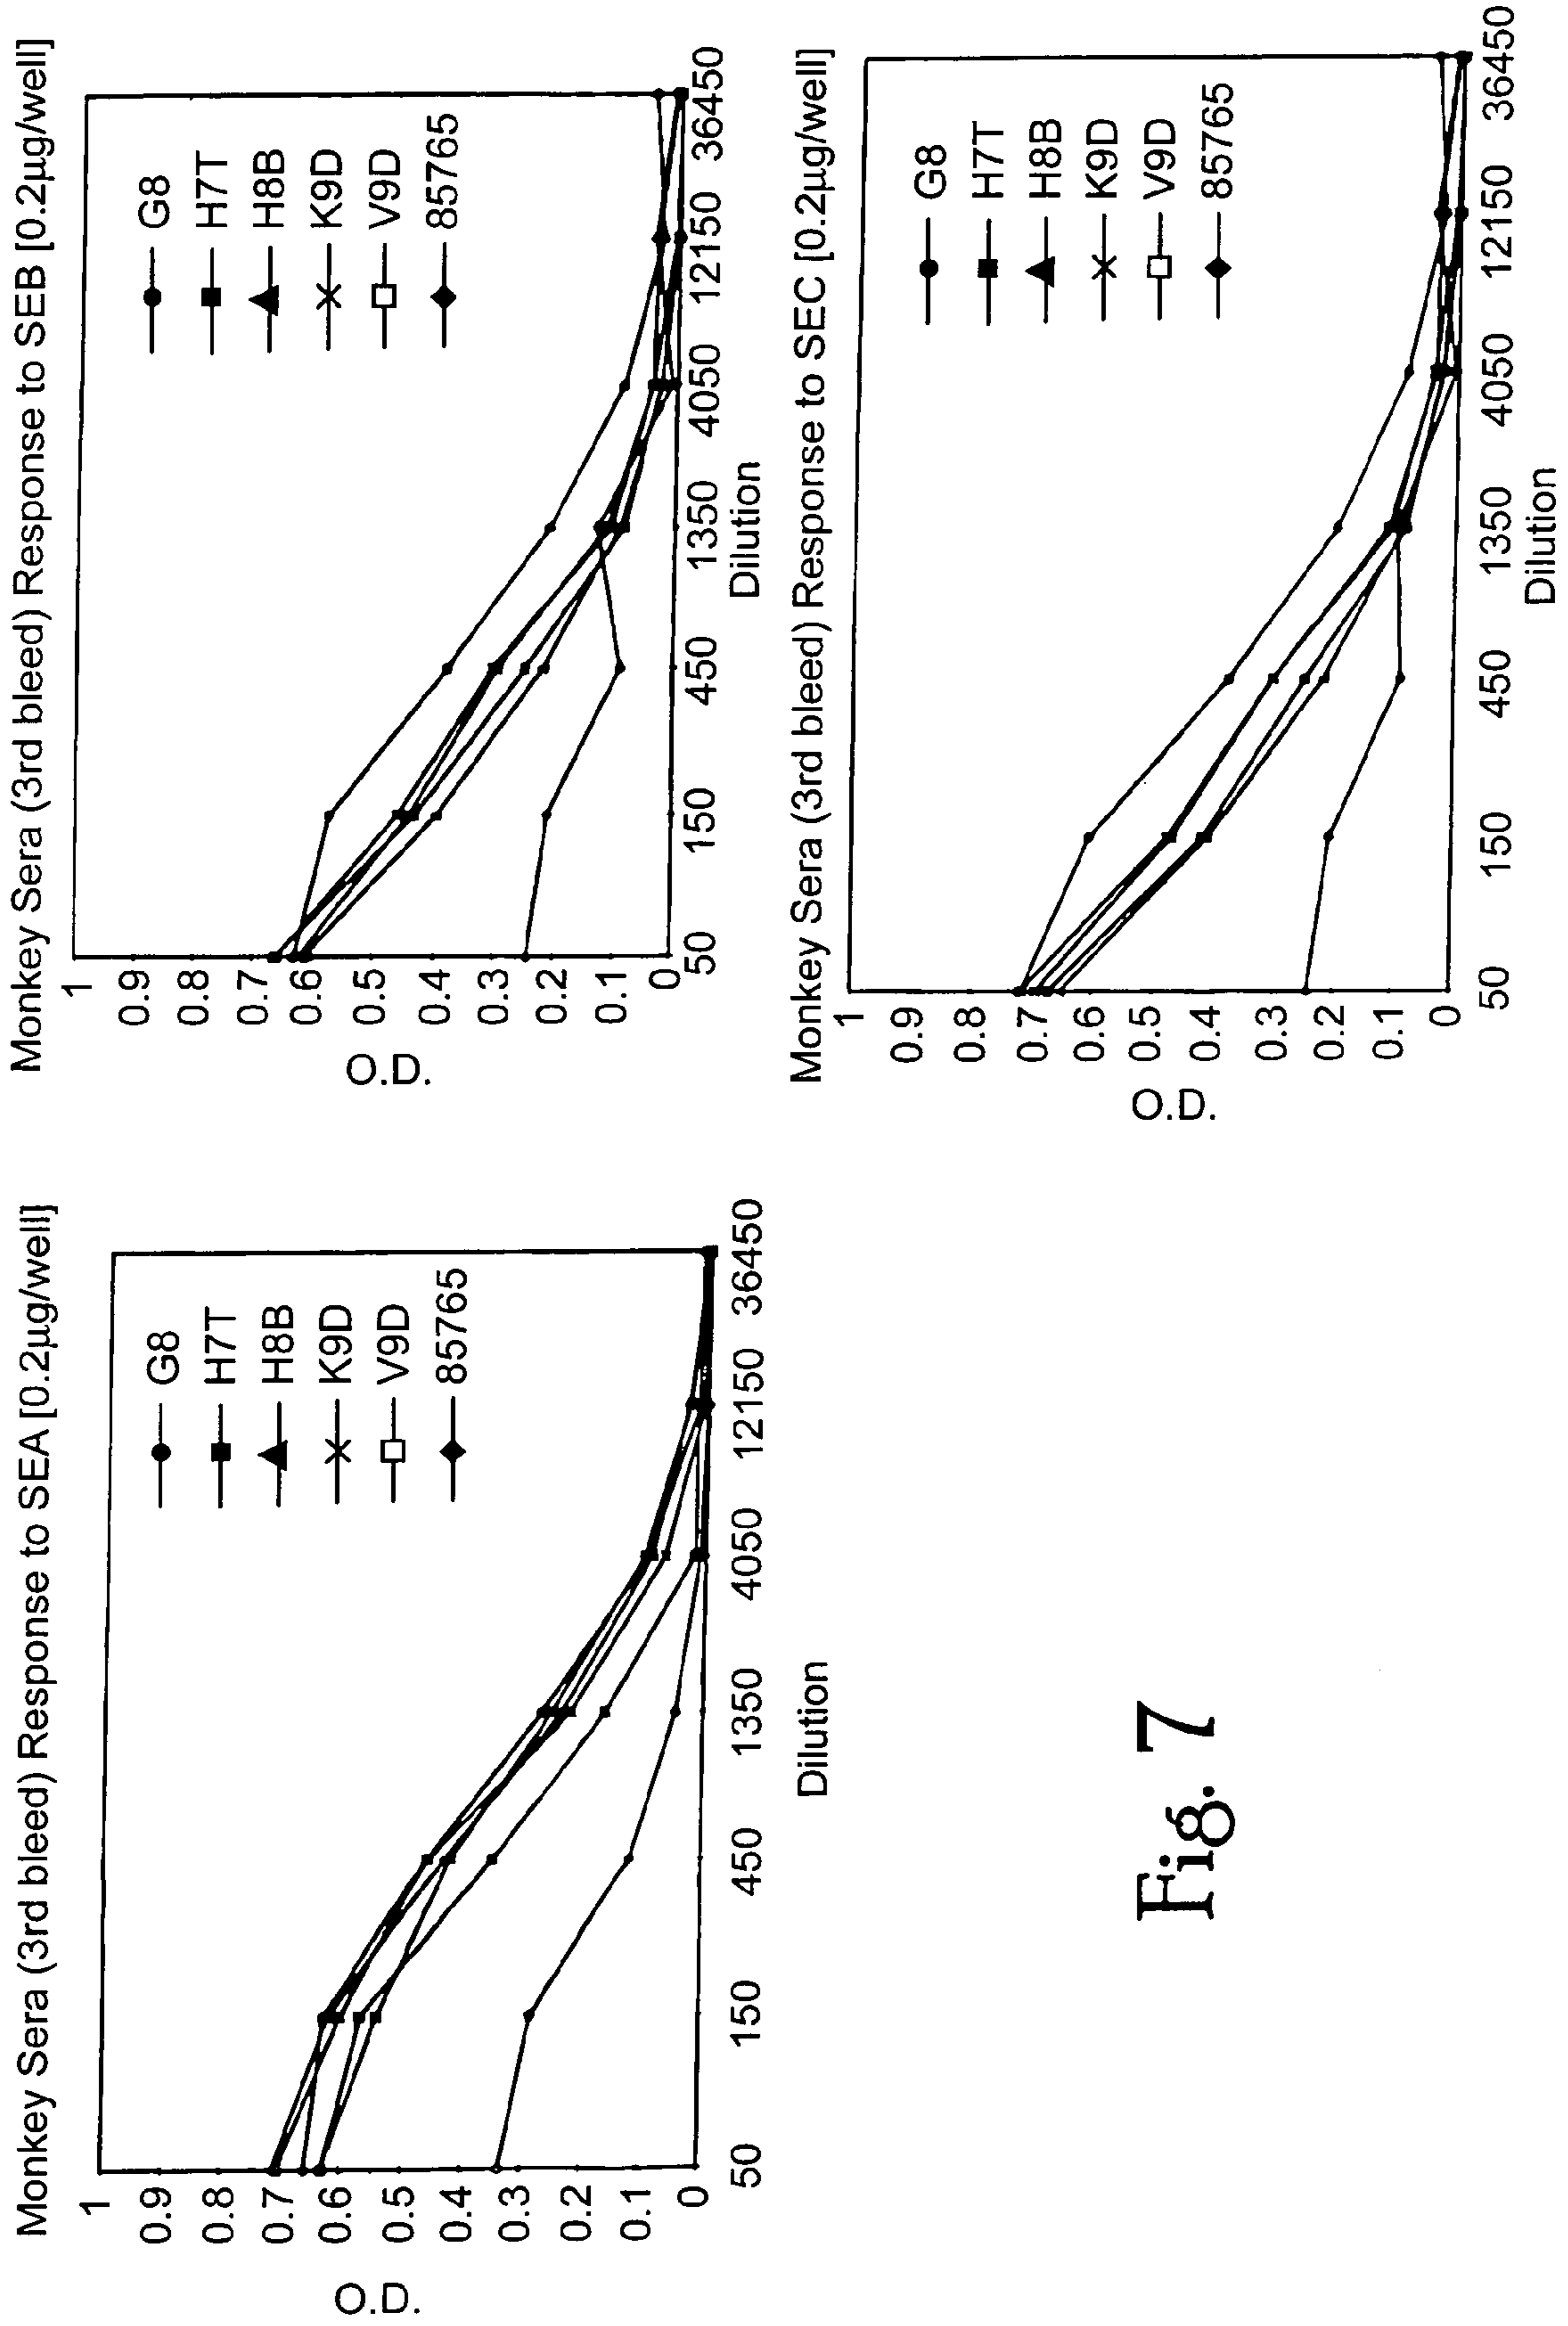 Monkey Sera (3rd bleed) Response to SEA [0.2µg/well]
O.D.
1
0.9
0.8
0.7
0.6
0.5
0.4
0.3
0.2
0.1
0
50
150
450
1350
4050
12150
36450
Dilution
G8
H7T
H8B
K9D
V9D
85765
Monkey Sera (3rd bleed) Response to SEB [0.2µg/well]
O.D.
1
0.9
0.8
0.7
0.6
0.5
0.4
0.3
0.2
0.1
0
50
150
450
1350
4050
12150
36450
Dilution
G8
H7T
H8B
K9D
V9D
85765
Monkey Sera (3rd bleed) Response to SEC [0.2µg/well]
O.D.
1
0.9
0.8
0.7
0.6
0.5
0.4
0.3
0.2
0.1
0
50
150
450
1350
4050
12150
36450
Dilution
G8
H7T
H8B
K9D
V9D
85765
Fig. 7